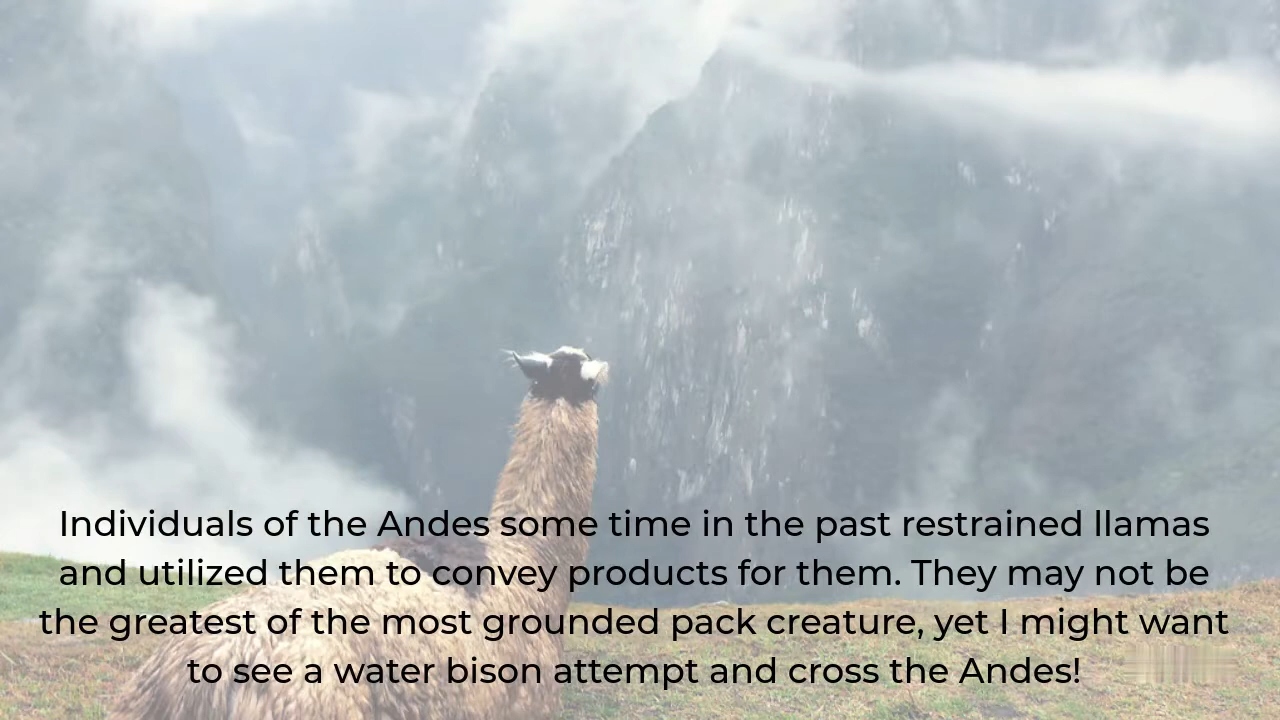 Individuals of the Andes some time in the past restrained llamas
and utilized them to convey products for them. They may not be
the greatest of the most grounded pack creature, yet I might want
to see a water bison attempt and cross the Andes!